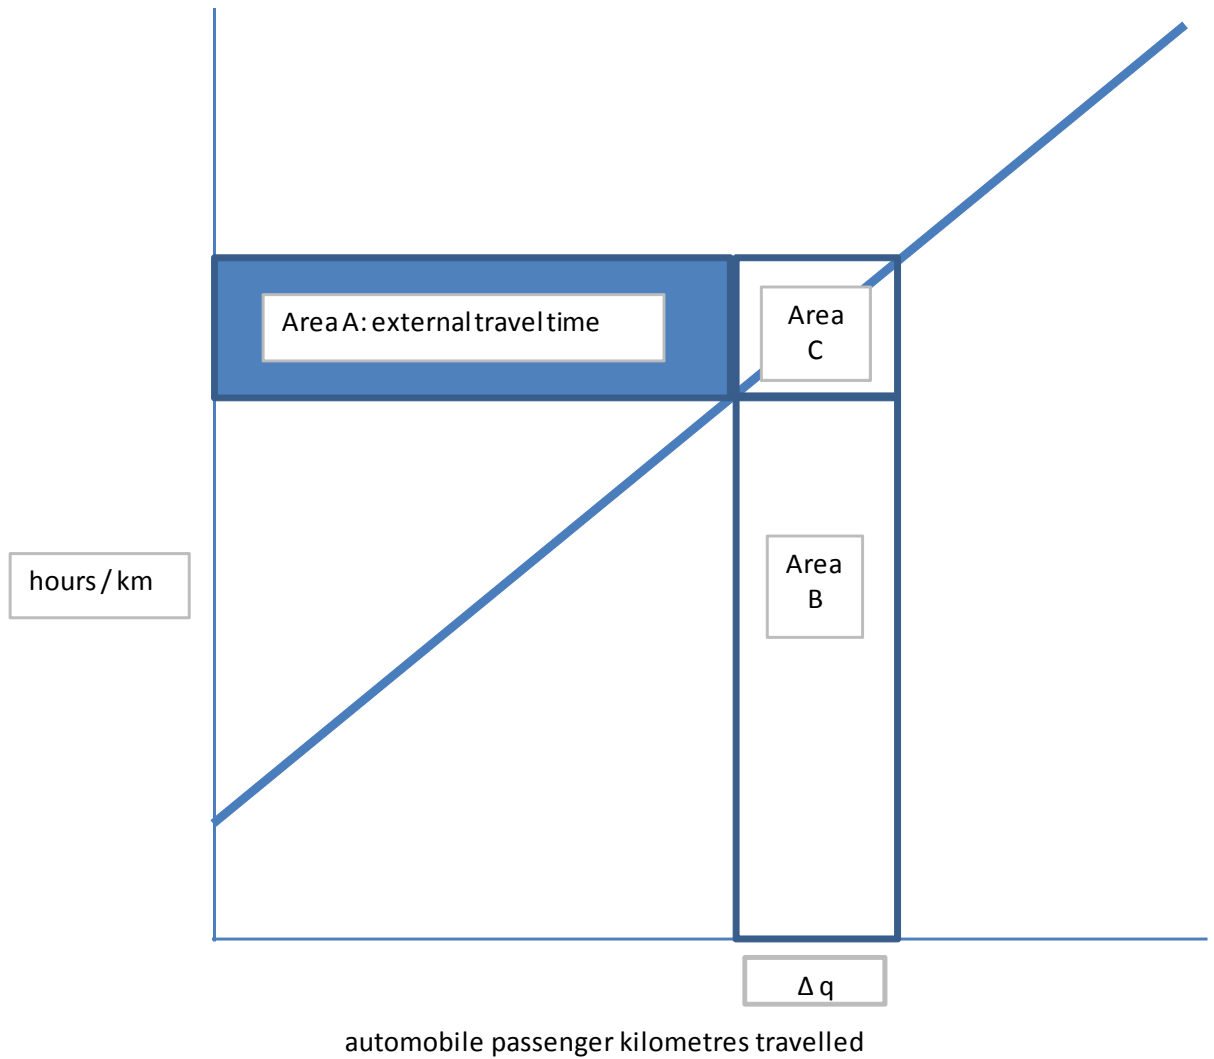 Area A: external travel time
Area
C
Area
B
hours / km
Δ q
automobile passenger kilometres travelled